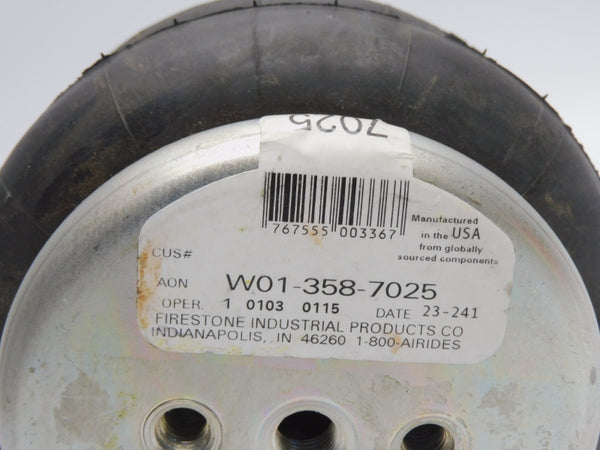 7025
767555 003367
Manufactured
in the USA
from globally
sourced components
CUS#
AON W01-358-7025
OPER. 1 0103 0115 DATE 23-241
FIRESTONE INDUSTRIAL PRODUCTS CO
INDIANAPOLIS, IN 46260 1-800-AIRIDES